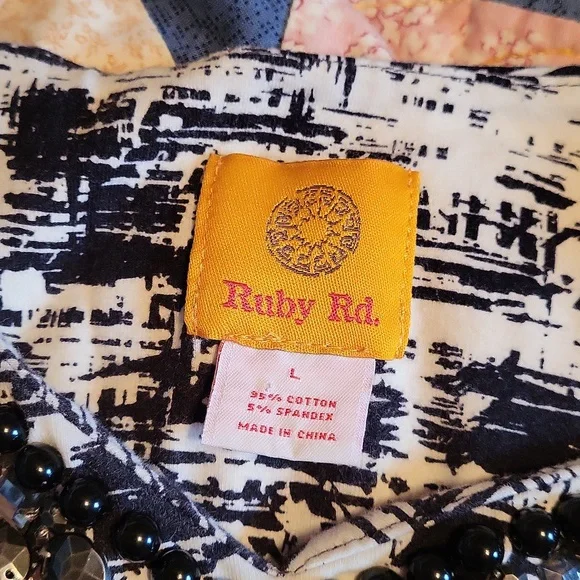 Ruby Rd.
L
95% COTTON
5% SPANDEX
MADE IN CHINA